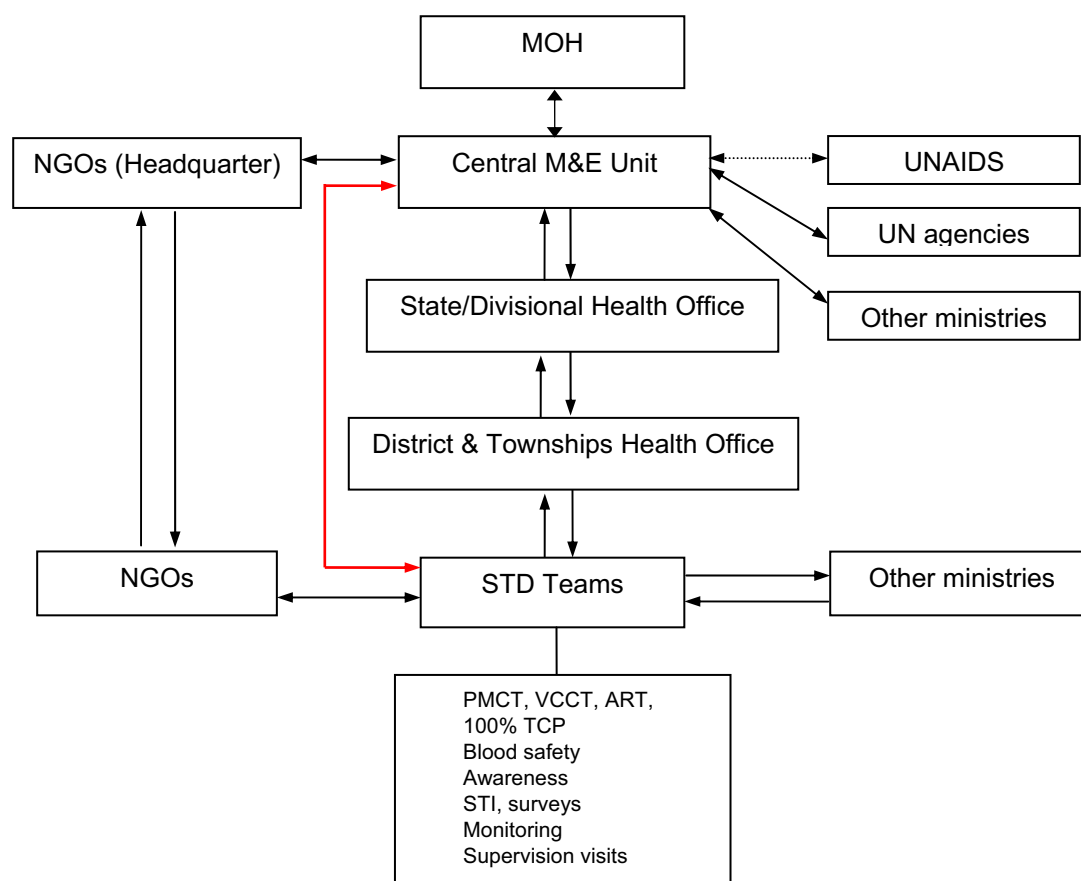 MOH
NGOs (Headquarter)
Central M&E Unit
UNAIDS
UN agencies
State/Divisional Health Office
Other ministries
District & Townships Health Office
NGOs
STD Teams
Other ministries
PMCT, VCCT, ART,
100% TCP
Blood safety
Awareness
STI, surveys
Monitoring
Supervision visits